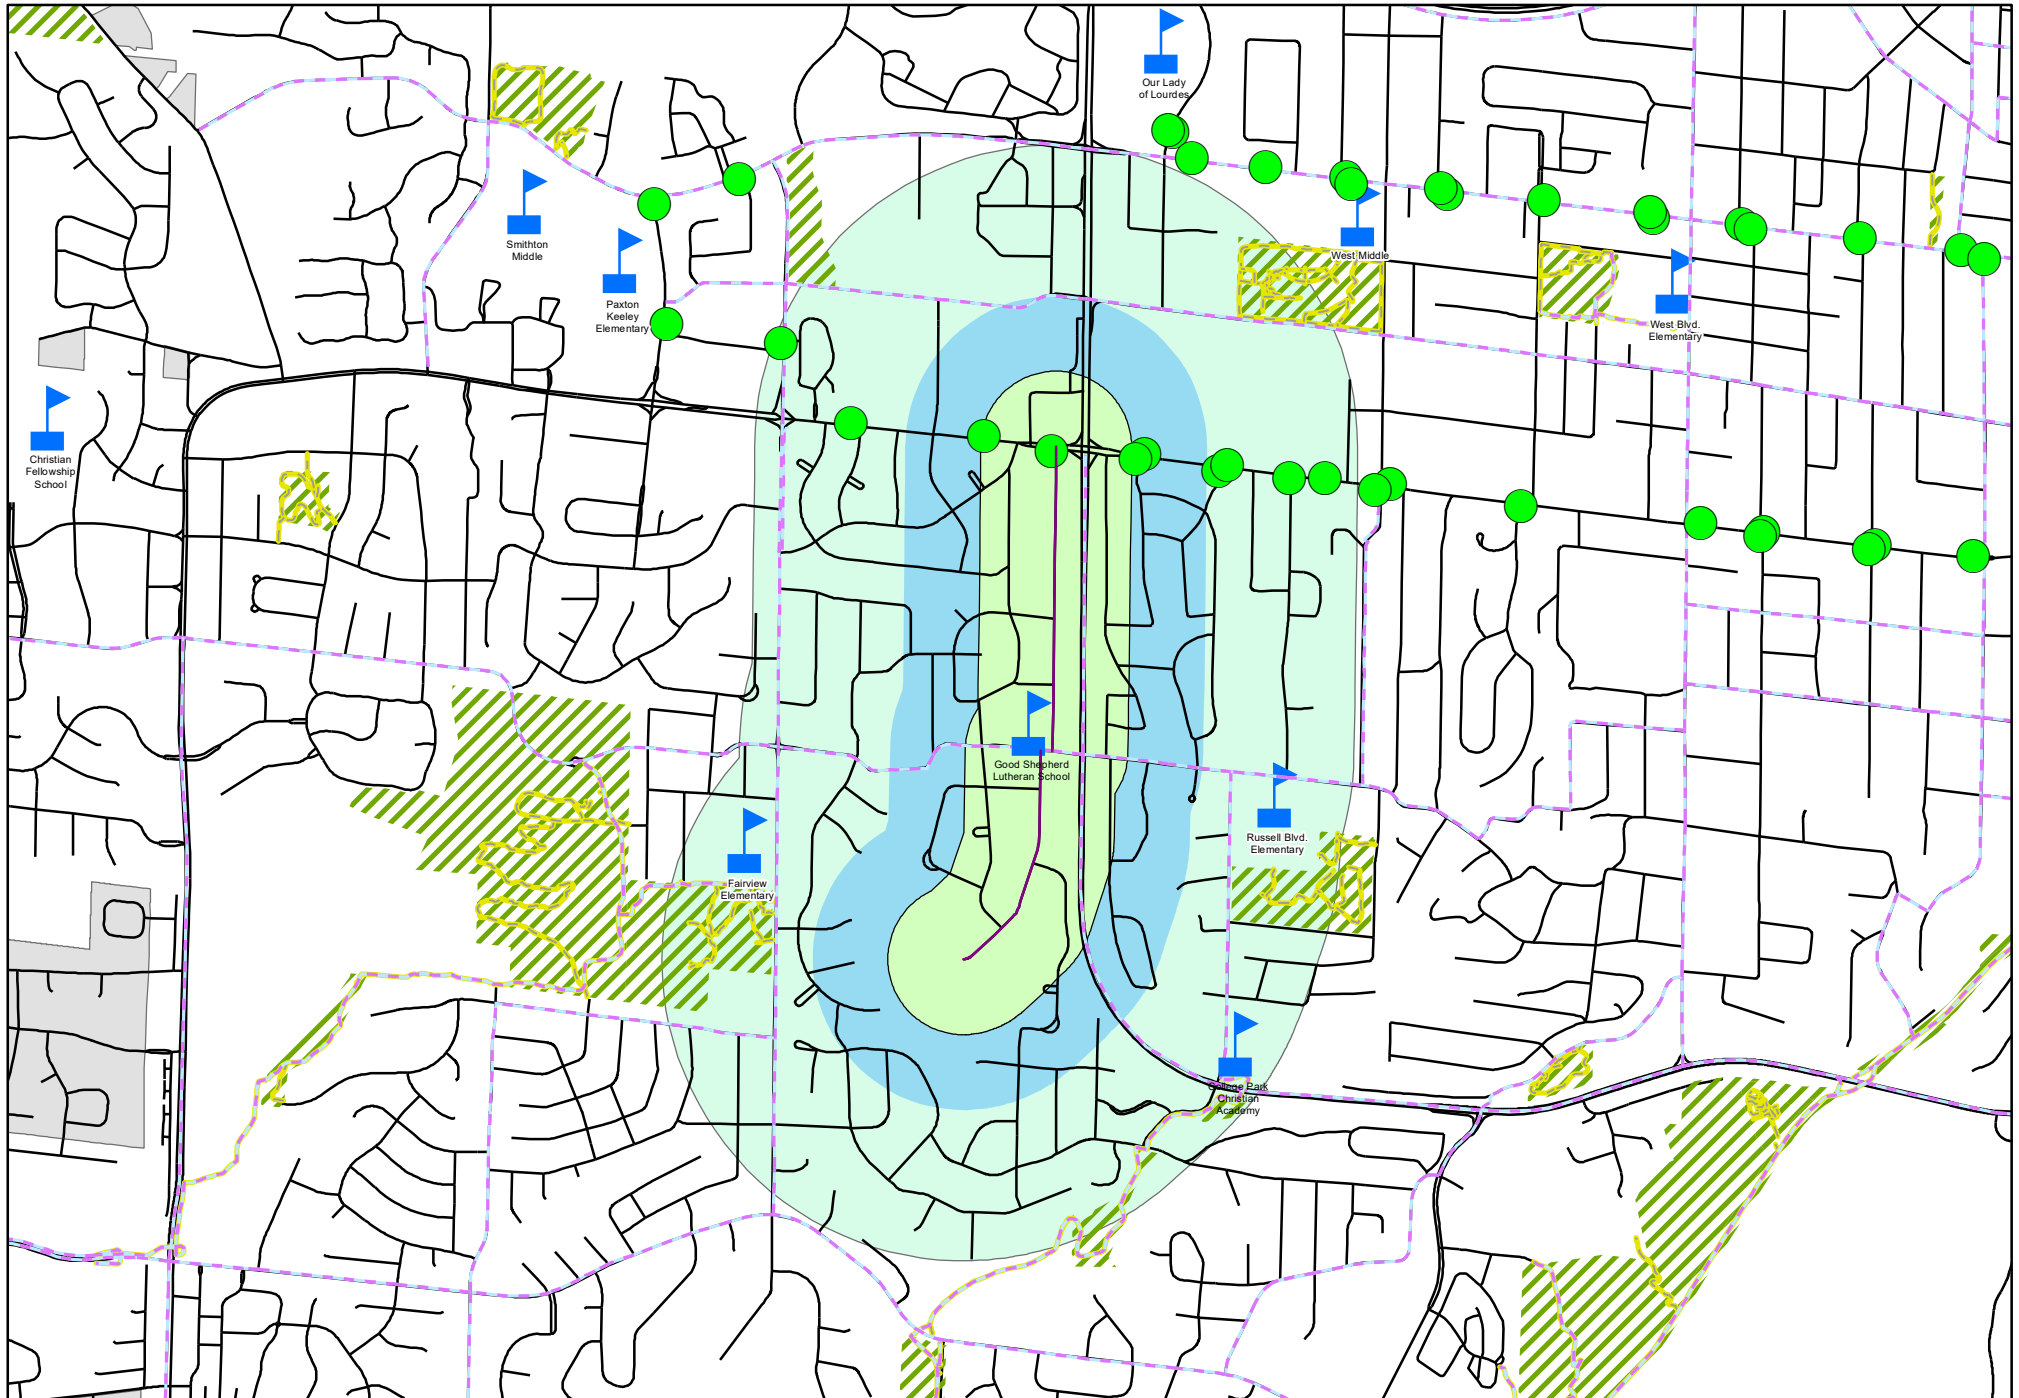 Our Lady
of Lourdes
Smithton
Middle
West Middle
Paxton
Keeley
Elementary
West Blvd.
Elementary
Christian
Fellowship
School
Good Shepherd
Lutheran School
Russell Blvd.
Elementary
Fairview
Elementary
College Park
Christian
Academy